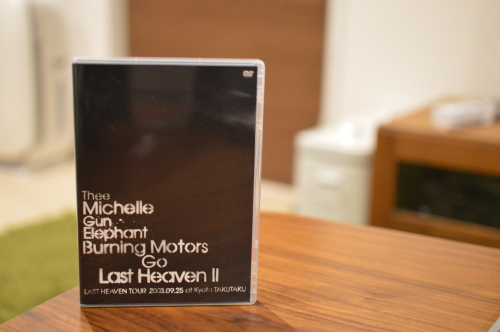 DVD
Thee
Michelle
Gun
Elephant
Burning Motors
Go
Last Heaven II
LAST HEAVEN TOUR 2003.09.25 at Kyoto TAKUTAKU